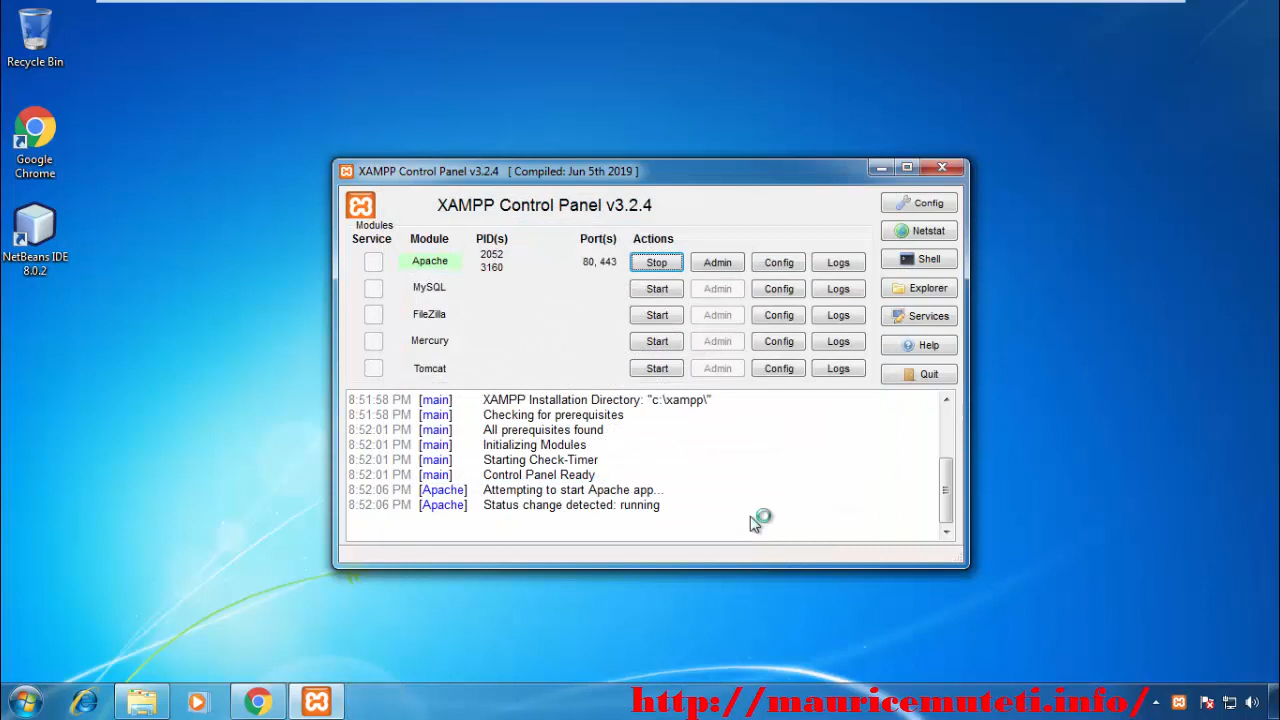 Recycle Bin
Google
Chrome
NetBeans IDE
8.0.2
XAMPP Control Panel v3.2.4 [ Compiled: Jun 5th 2019 ]
XAMPP Control Panel v3.2.4
Modules
Service Module PID(s) Port(s) Actions
Apache 2052 3160 80, 443 Stop Admin Config Logs
MySQL Start Admin Config Logs
FileZilla Start Admin Config Logs
Mercury Start Admin Config Logs
Tomcat Start Admin Config Logs
Config
Netstat
Shell
Explorer
Services
Help
Quit
8:51:58 PM [main] XAMPP Installation Directory: "c:\xampp\"
8:51:58 PM [main] Checking for prerequisites
8:52:01 PM [main] All prerequisites found
8:52:01 PM [main] Initializing Modules
8:52:01 PM [main] Starting Check-Timer
8:52:01 PM [main] Control Panel Ready
8:52:06 PM [Apache] Attempting to start Apache app...
8:52:06 PM [Apache] Status change detected: running
http://mauricemuteti.info/